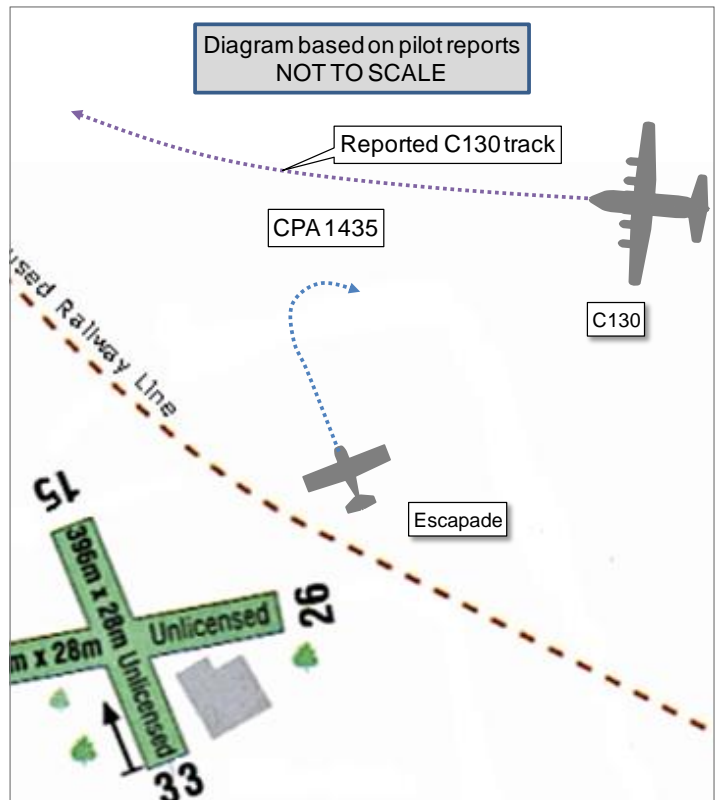 Diagram based on pilot reports
NOT TO SCALE
Reported C130 track
CPA 1435
C130
used Railway Line
Escapade
15
396m x 28m Unlicensed
26
Unlicensed
m x 28m
33